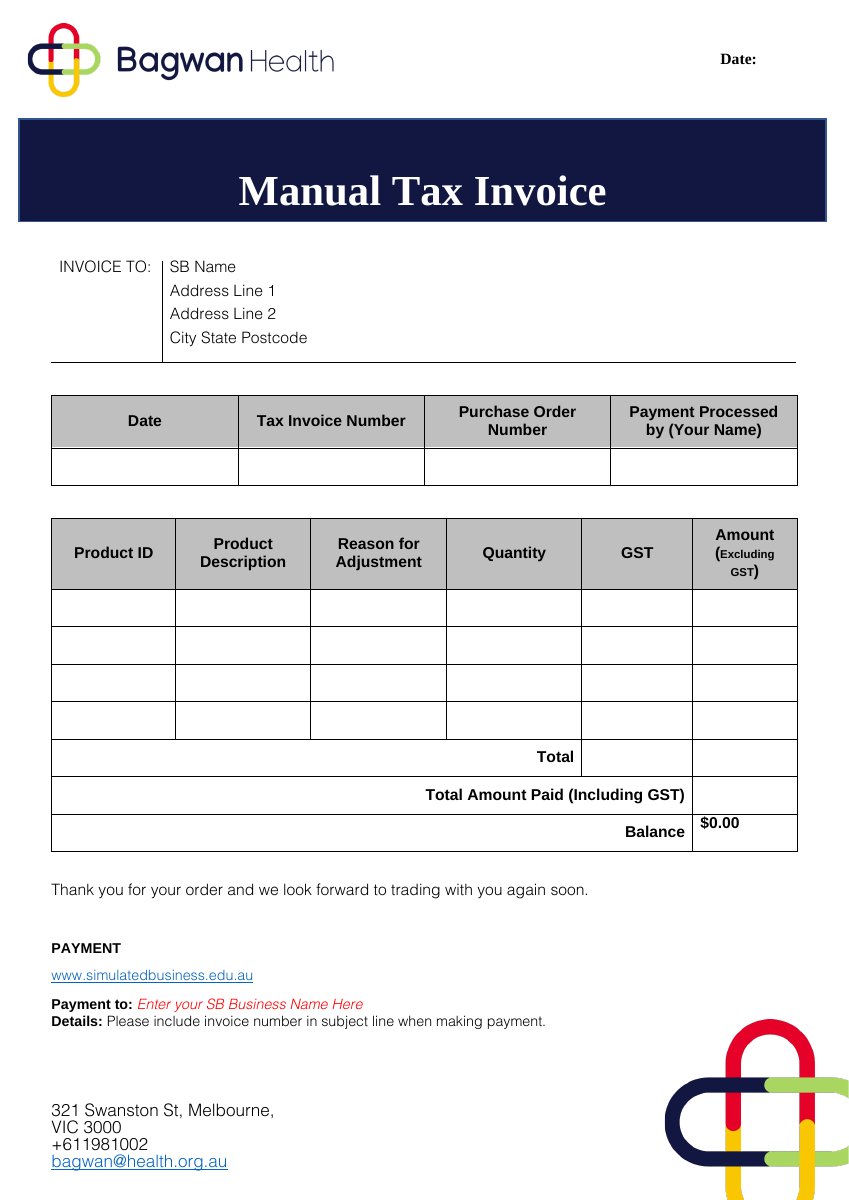 Bagwan Health
Date:
Manual Tax Invoice
INVOICE TO:
SB Name
Address Line 1
Address Line 2
City State Postcode
Date
Tax Invoice Number
Purchase Order
Number
Payment Processed
by (Your Name)
Product ID
Product
Description
Reason for
Adjustment
Quantity
GST
Amount
(Excluding
GST)
Total
Total Amount Paid (Including GST)
Balance
$0.00
Thank you for your order and we look forward to trading with you again soon.
PAYMENT
www.simulatedbusiness.edu.au
Payment to: Enter your SB Business Name Here
Details: Please include invoice number in subject line when making payment.
321 Swanston St, Melbourne,
VIC 3000
+611981002
bagwan@health.org.au